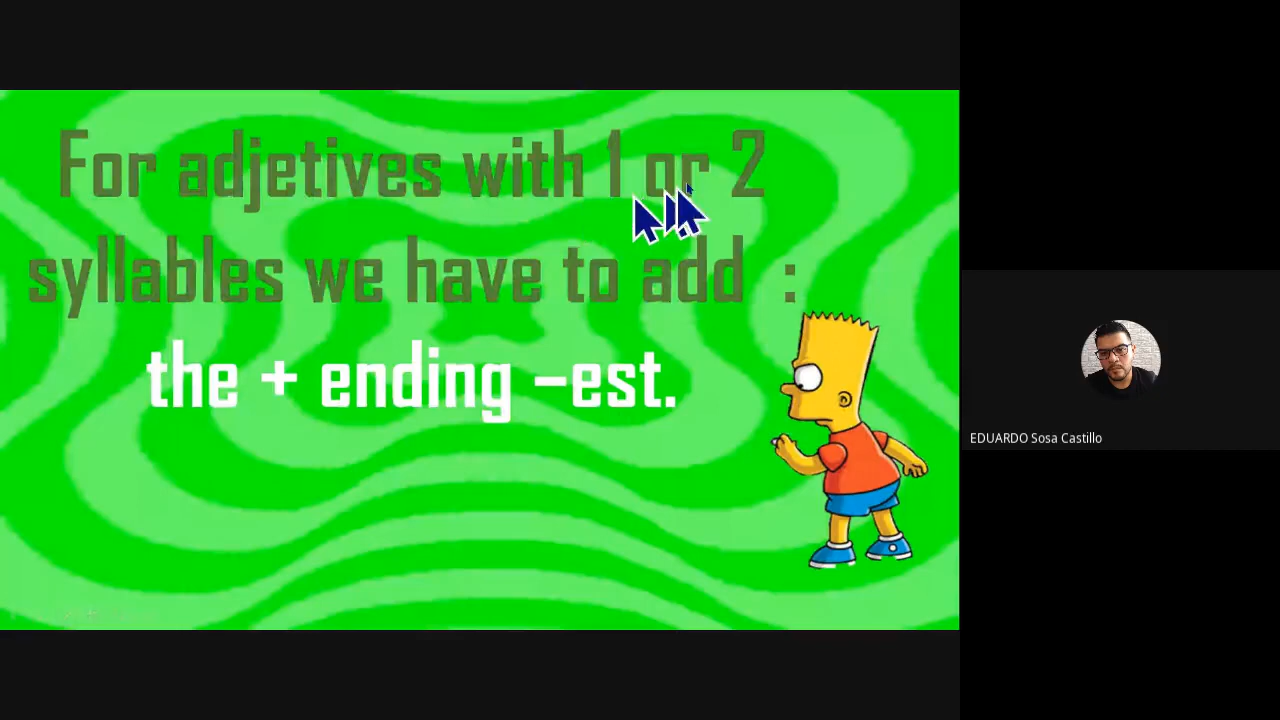 For adjetives with 1 or 2
syllables we have to add :
the + ending –est.
EDUARDO Sosa Castillo